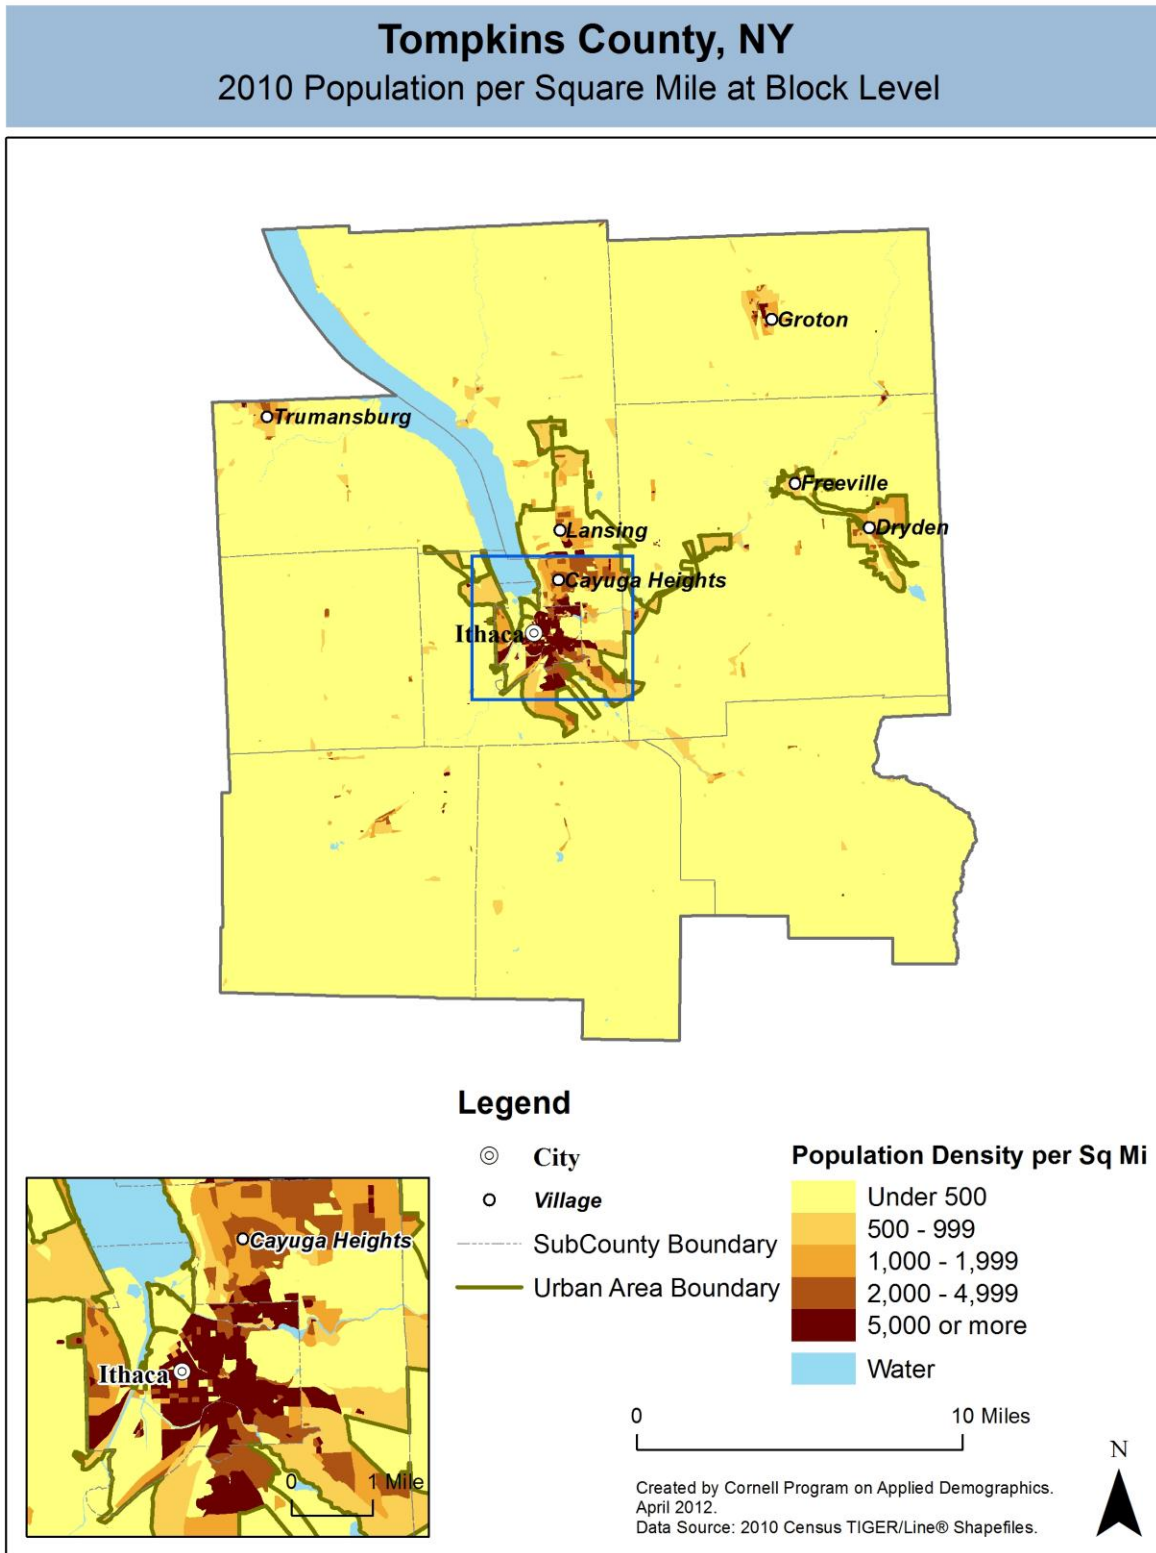 Tompkins County, NY
2010 Population per Square Mile at Block Level
Groton
Trumansburg
Freeville
Dryden
Lansing
Cayuga Heights
Ithaca
Legend
City
Village
SubCounty Boundary
Urban Area Boundary
Population Density per Sq Mi
Under 500
500 - 999
1,000 - 1,999
2,000 - 4,999
5,000 or more
Water
Cayuga Heights
Ithaca
0 1 Mile
0 10 Miles
N
Created by Cornell Program on Applied Demographics.
April 2012.
Data Source: 2010 Census TIGER/Line® Shapefiles.